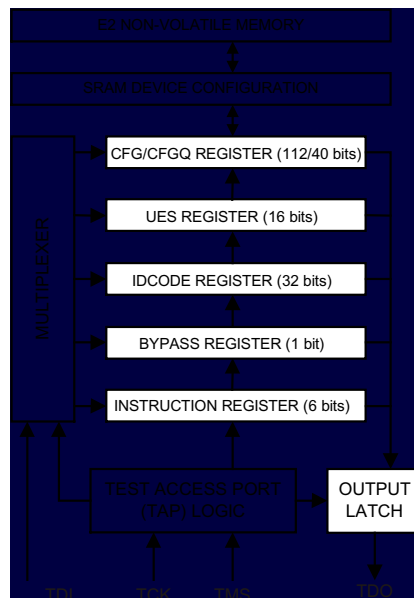 E2 NON-VOLATILE MEMORY
SRAM DEVICE CONFIGURATION
CFG/CFGQ REGISTER (112/40 bits)
UES REGISTER (16 bits)
IDCODE REGISTER (32 bits)
BYPASS REGISTER (1 bit)
INSTRUCTION REGISTER (6 bits)
MULTIPLEXER
TEST ACCESS PORT
(TAP) LOGIC
OUTPUT
LATCH
TDI
TCK
TMS
TDO